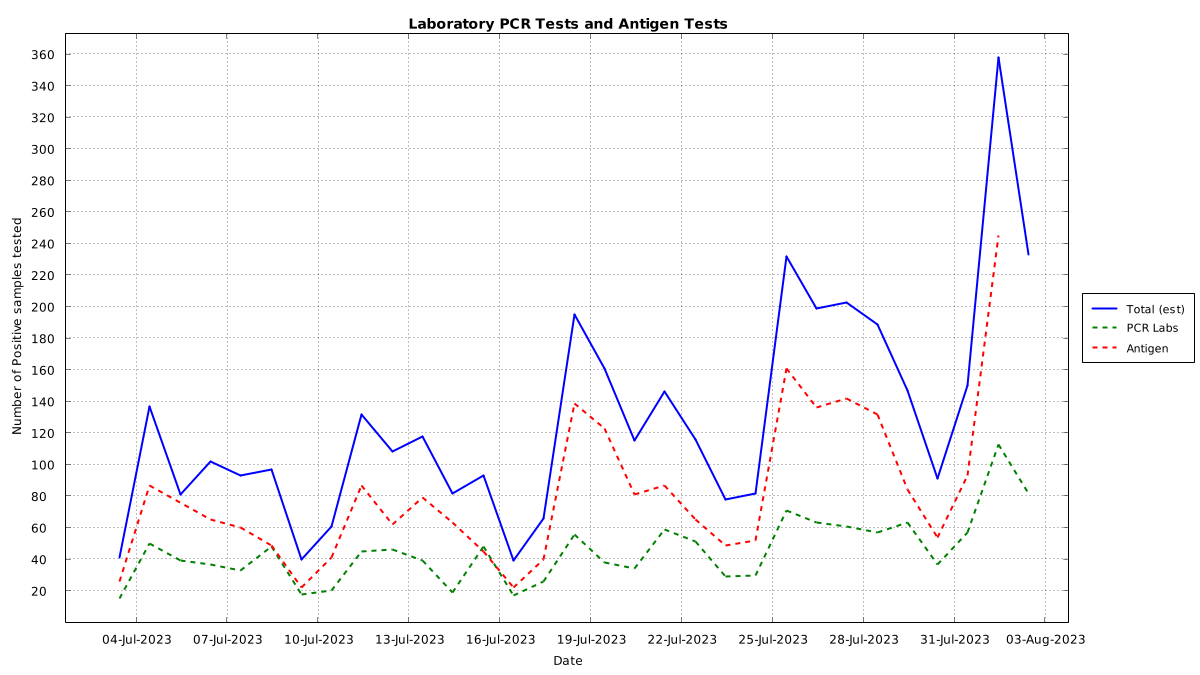 Laboratory PCR Tests and Antigen Tests
Number of Positive samples tested
360
340
320
300
280
260
240
220
200
180
160
140
120
100
80
60
40
20
04-Jul-2023 07-Jul-2023 10-Jul-2023 13-Jul-2023 16-Jul-2023 19-Jul-2023 22-Jul-2023 25-Jul-2023 28-Jul-2023 31-Jul-2023 03-Aug-2023
Date
Total (est)
PCR Labs
Antigen